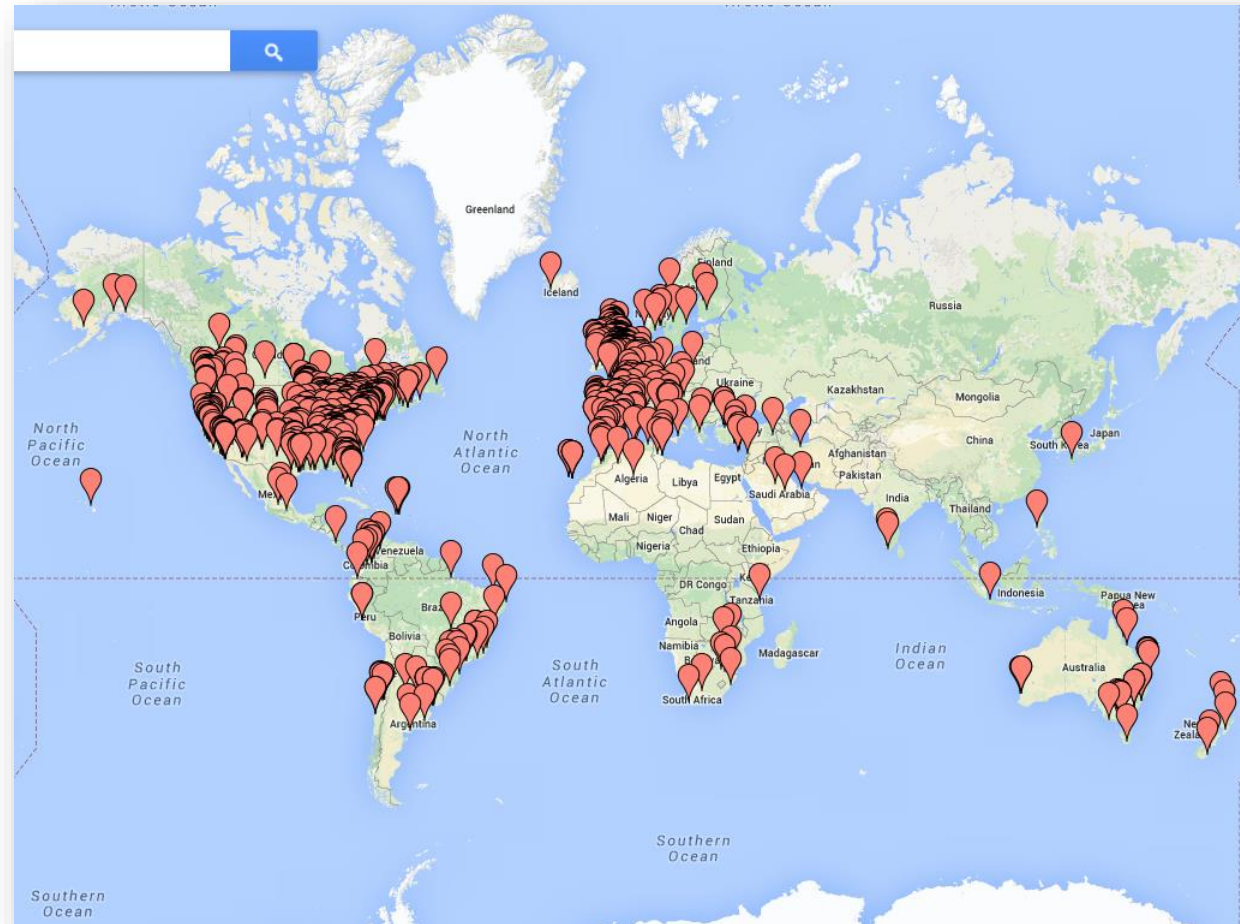 Greenland
Iceland
Finland
Russia
Ukraine
Kazakhstan
Mongolia
North
Pacific
Ocean
North
Atlantic
Ocean
China
Japan
Afghanistan
Pakistan
Algeria
Libya
Egypt
Saudi Arabia
India
Thailand
Mali
Niger
Chad
Sudan
Nigeria
Ethiopia
Venezuela
DR Congo
Tanzania
Indonesia
Papua New
Peru
Angola
Bolivia
Namibia
Madagascar
Indian
Ocean
Australia
South
Pacific
Ocean
South
Atlantic
Ocean
South Africa
Argentina
Southern
Ocean
Southern
Ocean